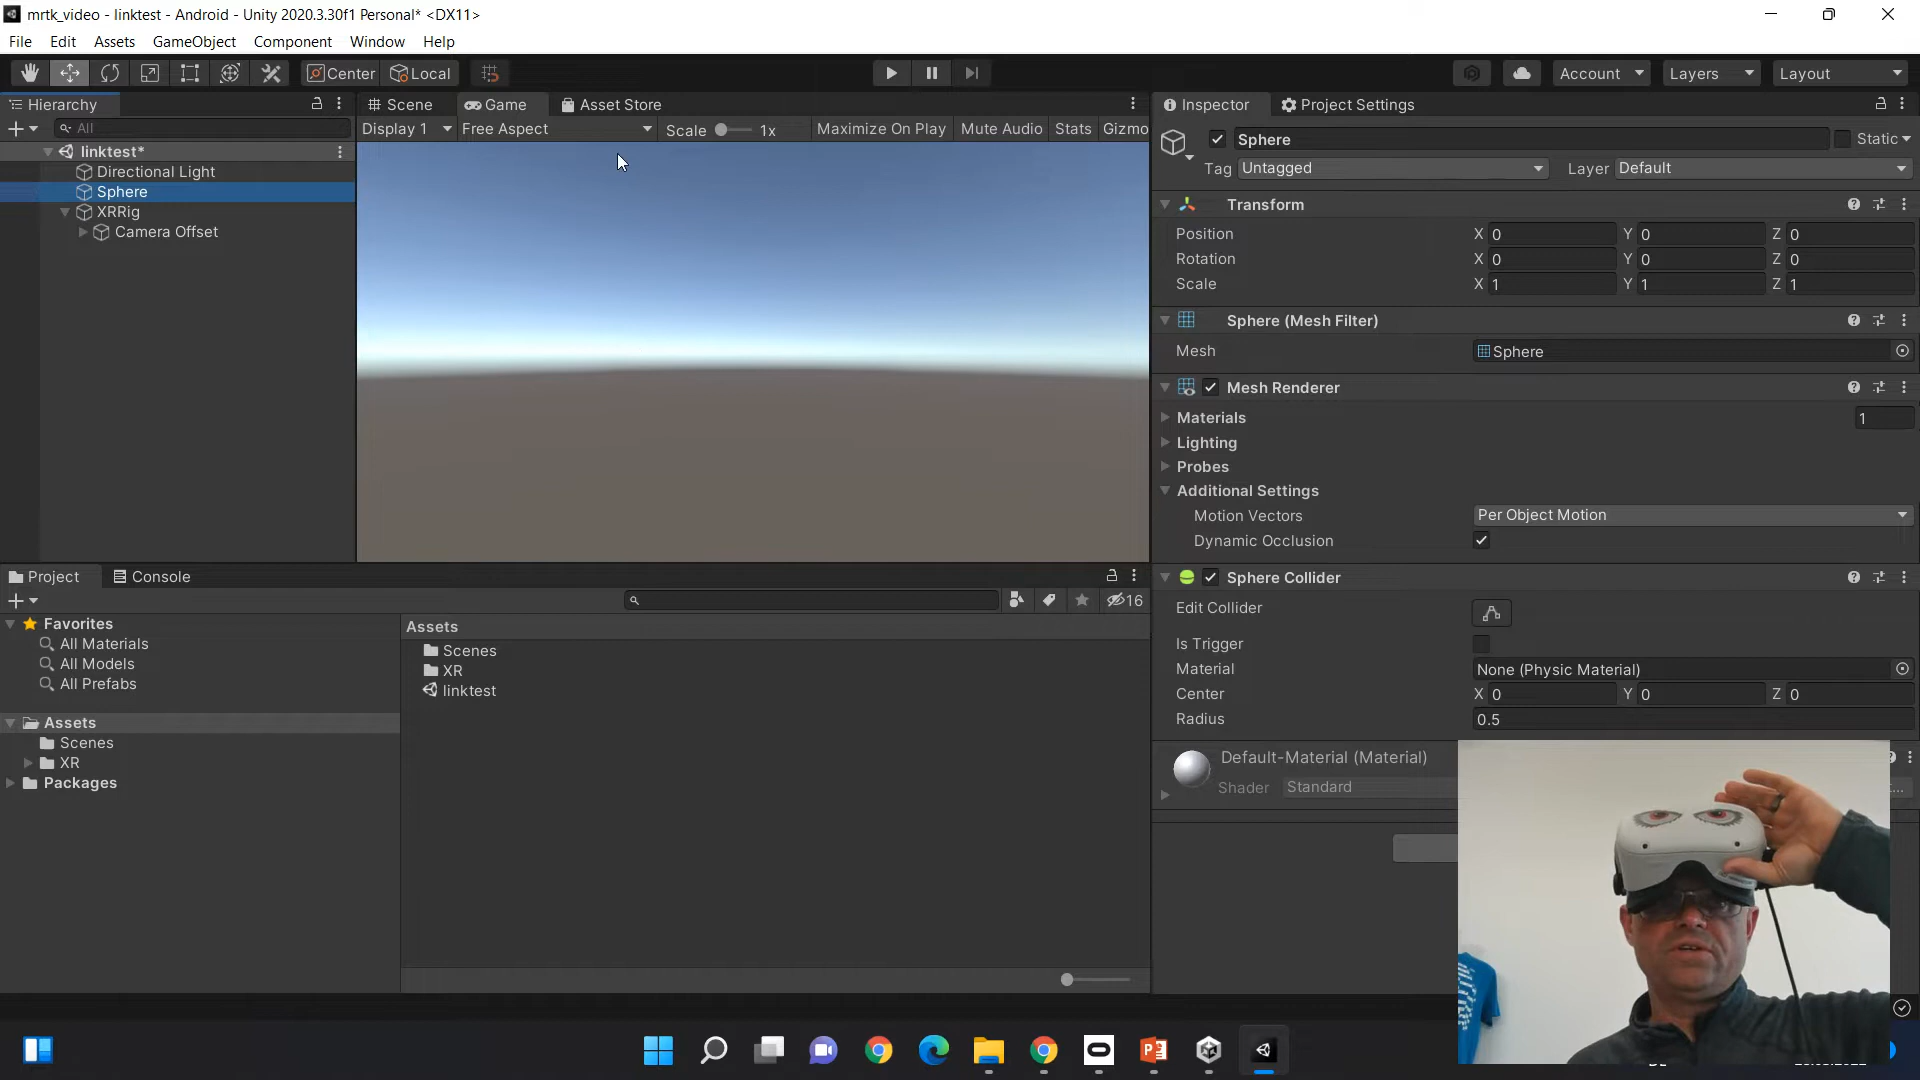 mrtk_video - linktest - Android - Unity 2020.3.30f1 Personal* <DX11>
File Edit Assets GameObject Component Window Help
Center Local Account Layers Layout
Hierarchy
All
linktest*
Directional Light
Sphere
XRRig
Camera Offset
Scene Game Asset Store
Display 1 Free Aspect Scale 1x Maximize On Play Mute Audio Stats Gizmo
Inspector Project Settings
Sphere Static
Tag Untagged Layer Default
Transform
Position X 0 Y 0 Z 0
Rotation X 0 Y 0 Z 0
Scale X 1 Y 1 Z 1
Sphere (Mesh Filter)
Mesh Sphere
Mesh Renderer
Materials 1
Lighting
Probes
Additional Settings
Motion Vectors Per Object Motion
Dynamic Occlusion
Sphere Collider
Edit Collider
Is Trigger
Material None (Physic Material)
Center X 0 Y 0 Z 0
Radius 0.5
Default-Material (Material)
Shader Standard
Project Console
16
Favorites
All Materials
All Models
All Prefabs
Assets
Scenes
XR
Packages
Assets
Scenes
XR
linktest